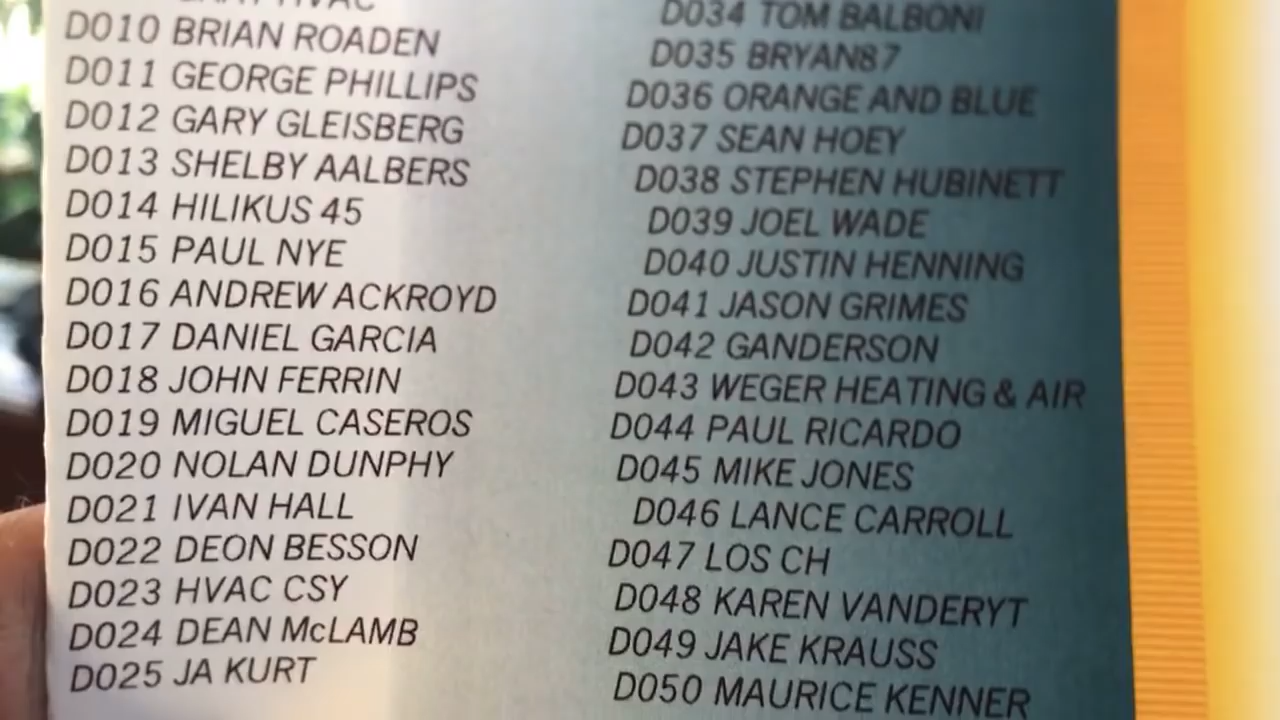 HVAC
D010 BRIAN ROADEN
D011 GEORGE PHILLIPS
D012 GARY GLEISBERG
D013 SHELBY AALBERS
D014 HILIKUS 45
D015 PAUL NYE
D016 ANDREW ACKROYD
D017 DANIEL GARCIA
D018 JOHN FERRIN
D019 MIGUEL CASEROS
D020 NOLAN DUNPHY
D021 IVAN HALL
D022 DEON BESSON
D023 HVAC CSY
D024 DEAN McLAMB
D025 JA KURT
D034 TOM BALBONI
D035 BRYAN87
D036 ORANGE AND BLUE
D037 SEAN HOEY
D038 STEPHEN HUBINETT
D039 JOEL WADE
D040 JUSTIN HENNING
D041 JASON GRIMES
D042 GANDERSON
D043 WEGER HEATING & AIR
D044 PAUL RICARDO
D045 MIKE JONES
D046 LANCE CARROLL
D047 LOS CH
D048 KAREN VANDERYT
D049 JAKE KRAUSS
D050 MAURICE KENNER